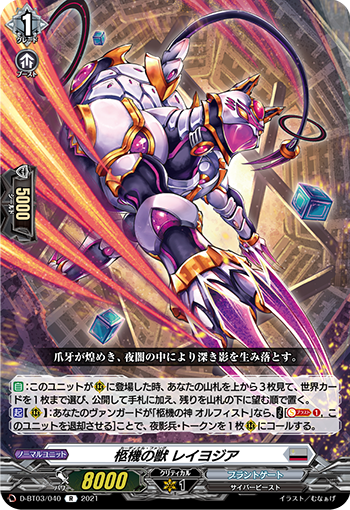 1
グレード
ブースト
5000
シールド
爪牙が煌めき、夜闇の中により深き影を生み落とす。
自:このユニットが(R)に登場した時、あなたの山札を上から3枚見て、世界カードを1枚まで選び、公開して手札に加え、残りを山札の下に望む順で置く。
起(R):あなたのヴァンガードが「柩機の神 オルフィスト」なら、【コスト】[プラント1,このユニットを退却させる]ことで、夜影兵・トークンを1枚(R)にコールする。
ノーマルユニット
柩機の獣 レイヨジア
パワー
8000
クリティカル
1
ブラントゲート
サイバービースト
D-BT03/040 R 2021
イラスト/むなぁげ